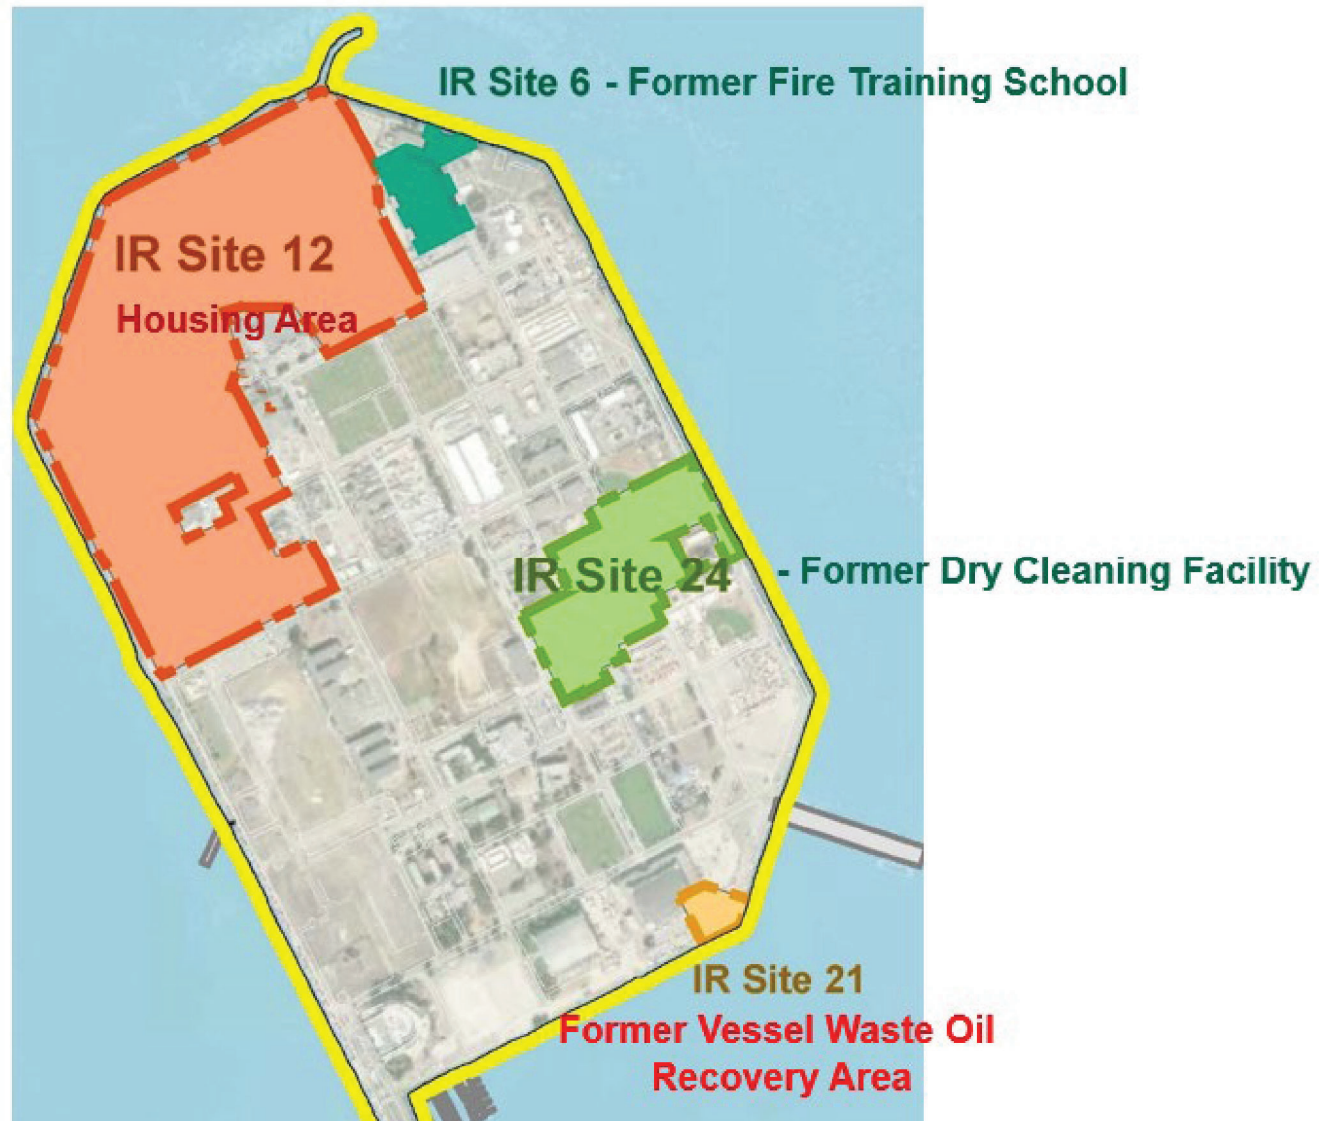 IR Site 6 - Former Fire Training School
IR Site 12
Housing Area
IR Site 24 - Former Dry Cleaning Facility
IR Site 21
Former Vessel Waste Oil
Recovery Area